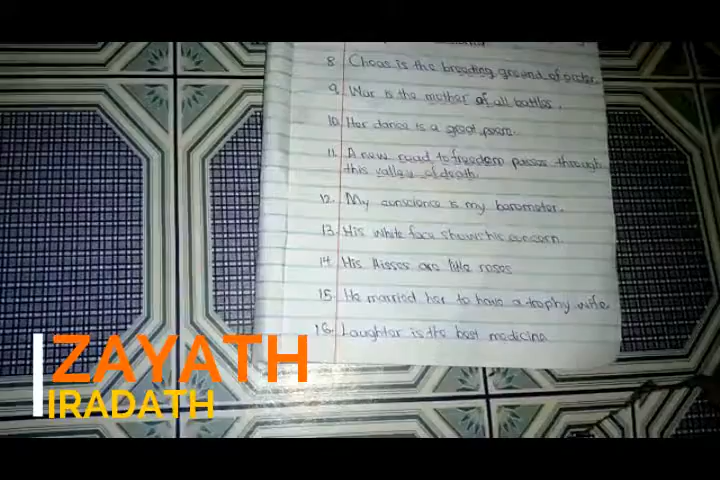 8. Choas is the breeding ground of order.
9. War is the mother of all battles.
10. Her dance is a great poem.
11. A new road to freedom passes through
this valley of death.
12. My conscience is my barometer.
13. His white face shows his concern.
14. His kisses are like roses
15. He married her to have a trophy wife.
16. Laughter is the best medicine
ZAYATH
IRADATH